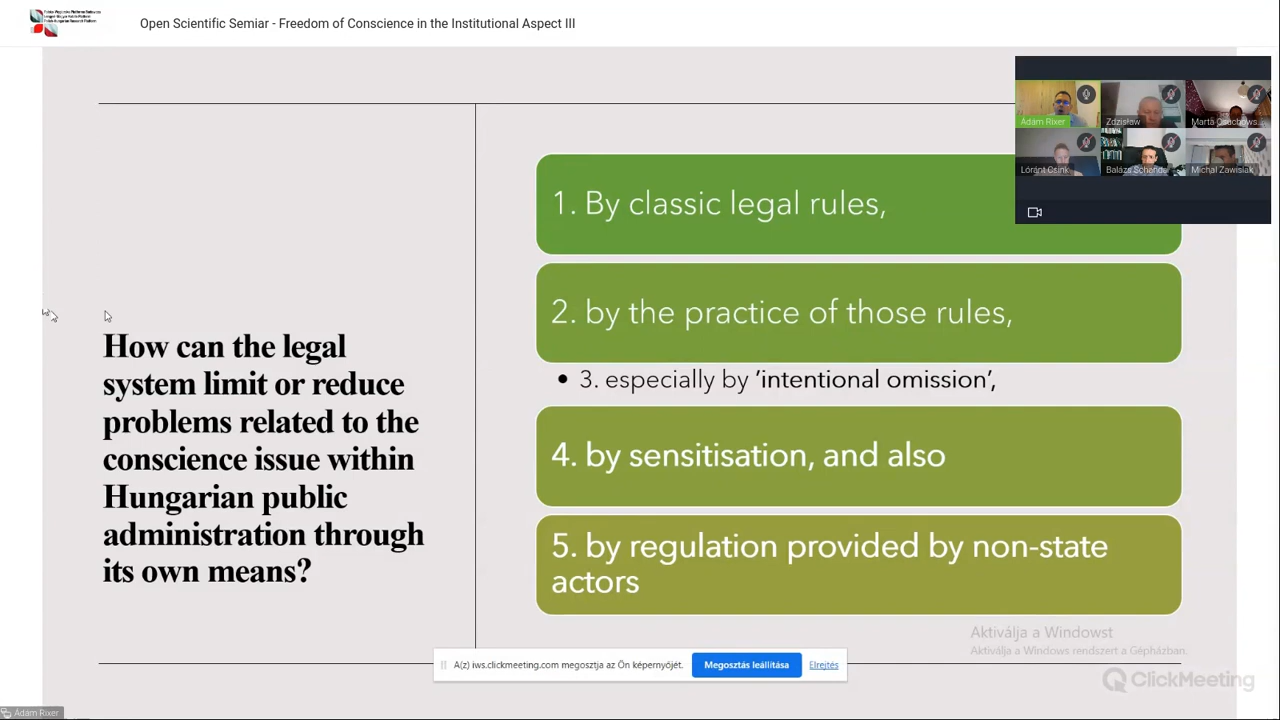 Open Scientific Semiar - Freedom of Conscience in the Institutional Aspect III
Ádám Rixer
Zdzisław
Lóránt Csink
Michał Zawiślak
1. By classic legal rules,
2. by the practice of those rules,
• 3. especially by ’intentional omission’,
4. by sensitisation, and also
5. by regulation provided by non-state
actors
How can the legal
system limit or reduce
problems related to the
conscience issue within
Hungarian public
administration through
its own means?
Aktiválja a Windowst
Aktiválja a Windows rendszert a Gépházban.
A(z) iws.clickmeeting.com megosztja az Ön képernyőjét.
Megosztás leállítása
Elrejtés
ClickMeeting
Ádám Rixer